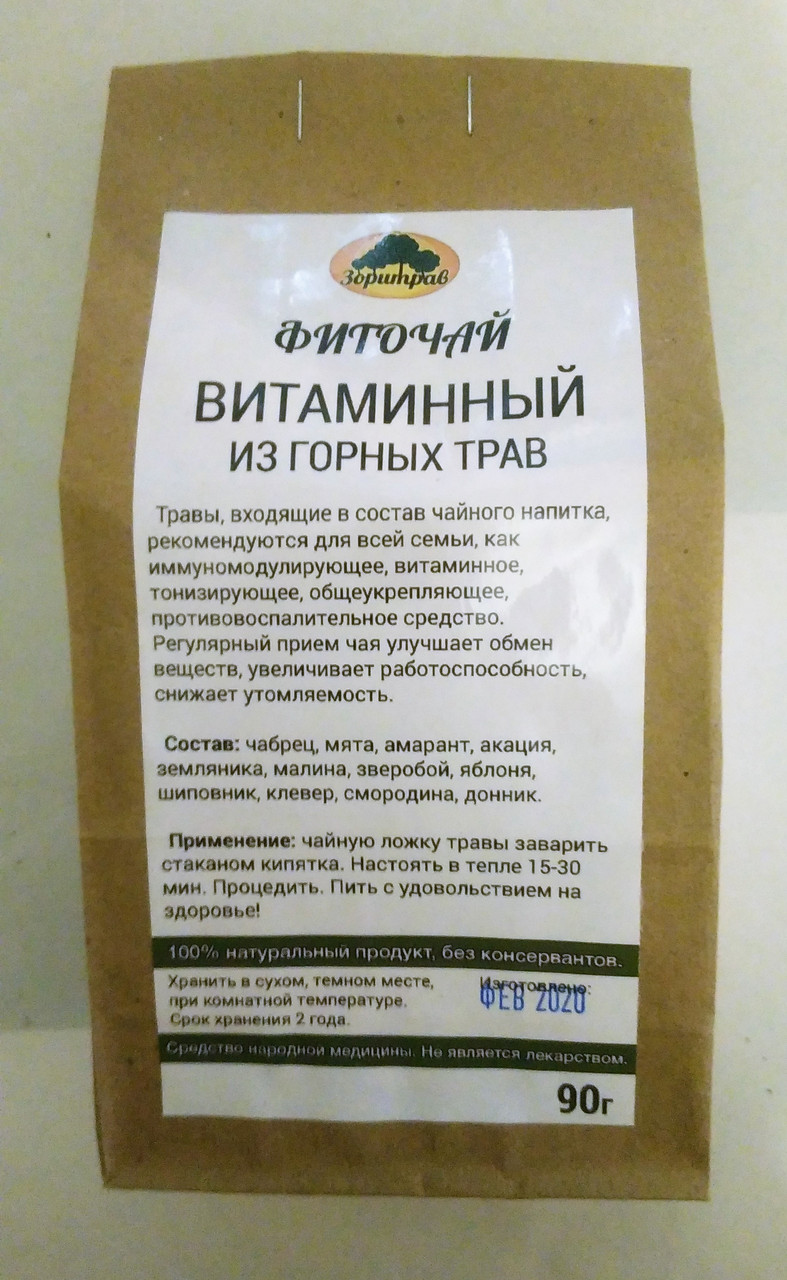 Зоритрав
ФИТОЧАЙ
ВИТАМИННЫЙ
ИЗ ГОРНЫХ ТРАВ
Травы, входящие в состав чайного напитка,
рекомендуются для всей семьи, как
иммуномодулирующее, витаминное,
тонизирующее, общеукрепляющее,
противовоспалительное средство.
Регулярный прием чая улучшает обмен
веществ, увеличивает работоспособность,
снижает утомляемость.
Состав: чабрец, мята, амарант, акация,
земляника, малина, зверобой, яблоня,
шиповник, клевер, смородина, донник.
Применение: чайную ложку травы заварить
стаканом кипятка. Настоять в тепле 15-30
мин. Процедить. Пить с удовольствием на
здоровье!
100% натуральный продукт, без консервантов.
Хранить в сухом, темном месте,
при комнатной температуре.
Срок хранения 2 года.
Изготовлено:
ФЕВ 2020
Средство народной медицины. Не является лекарством.
90г